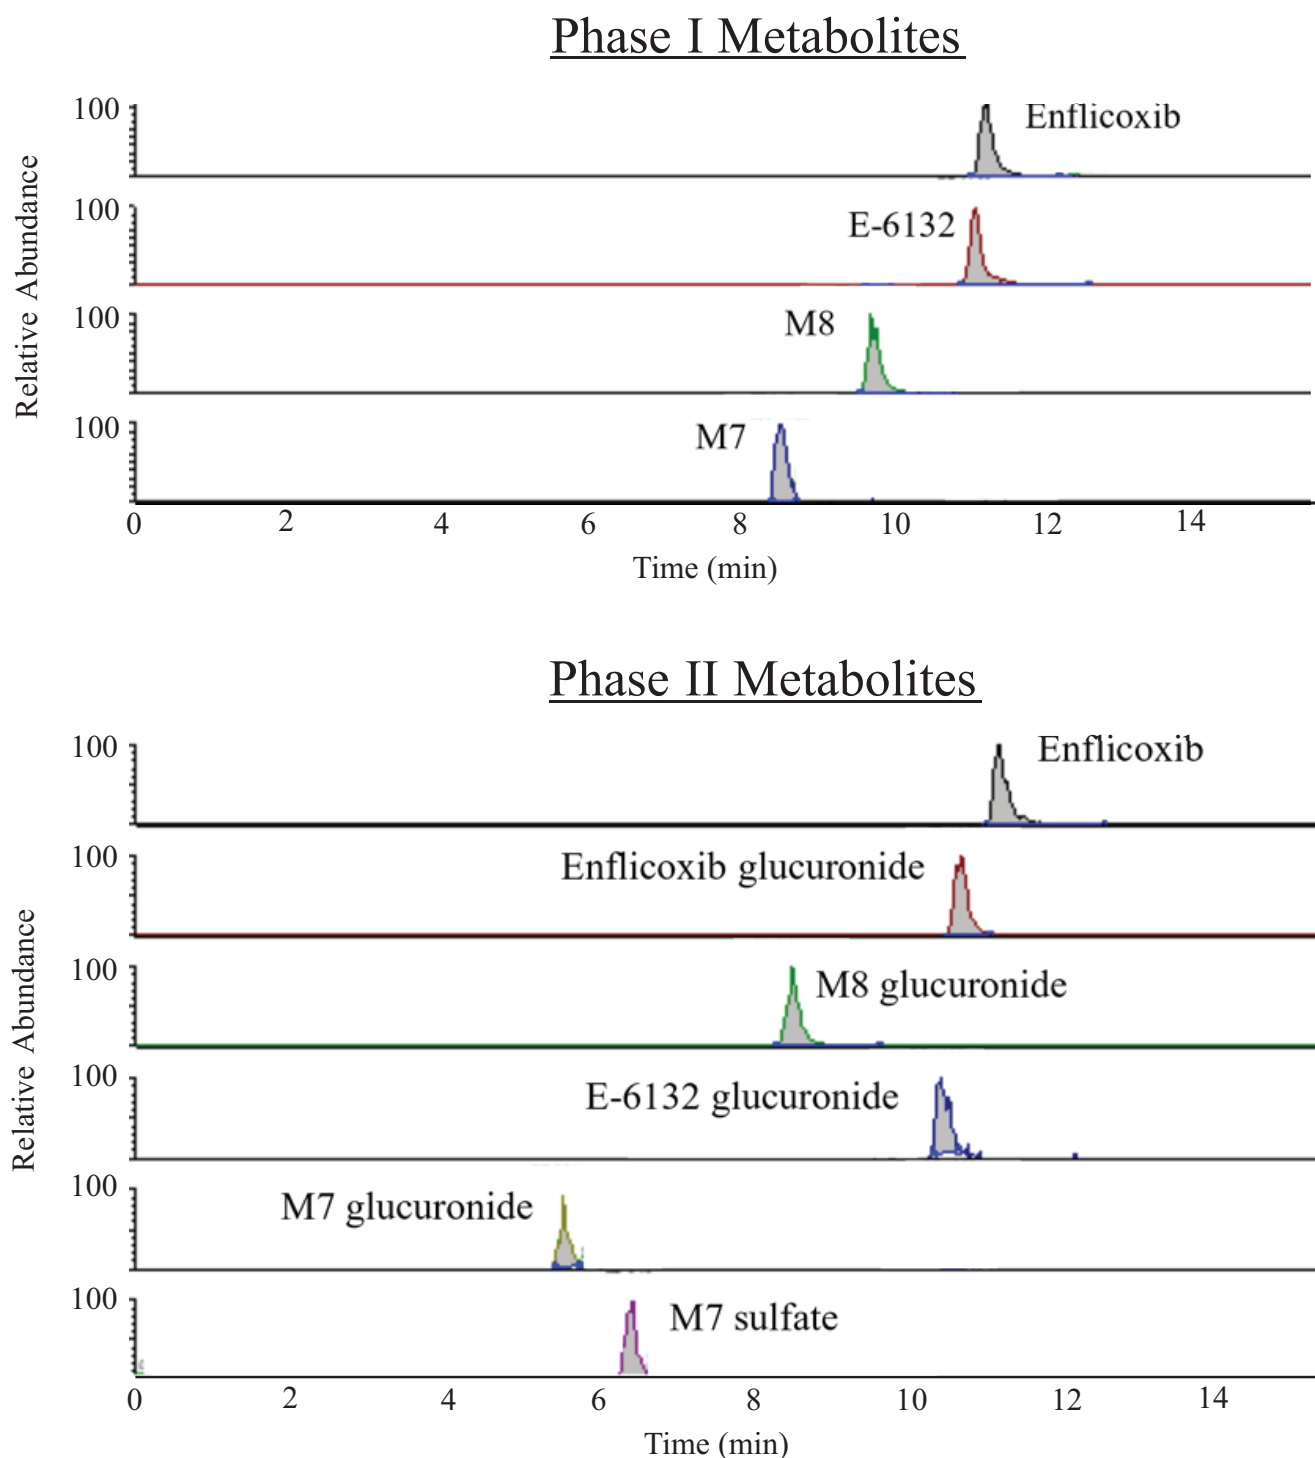 Phase I Metabolites
100
Enflicoxib
100
E-6132
100
M8
100
M7
Relative Abundance
0 2 4 6 8 10 12 14
Time (min)
Phase II Metabolites
100
Enflicoxib
100
Enflicoxib glucuronide
100
M8 glucuronide
100
E-6132 glucuronide
100
M7 glucuronide
100
M7 sulfate
Relative Abundance
0 2 4 6 8 10 12 14
Time (min)